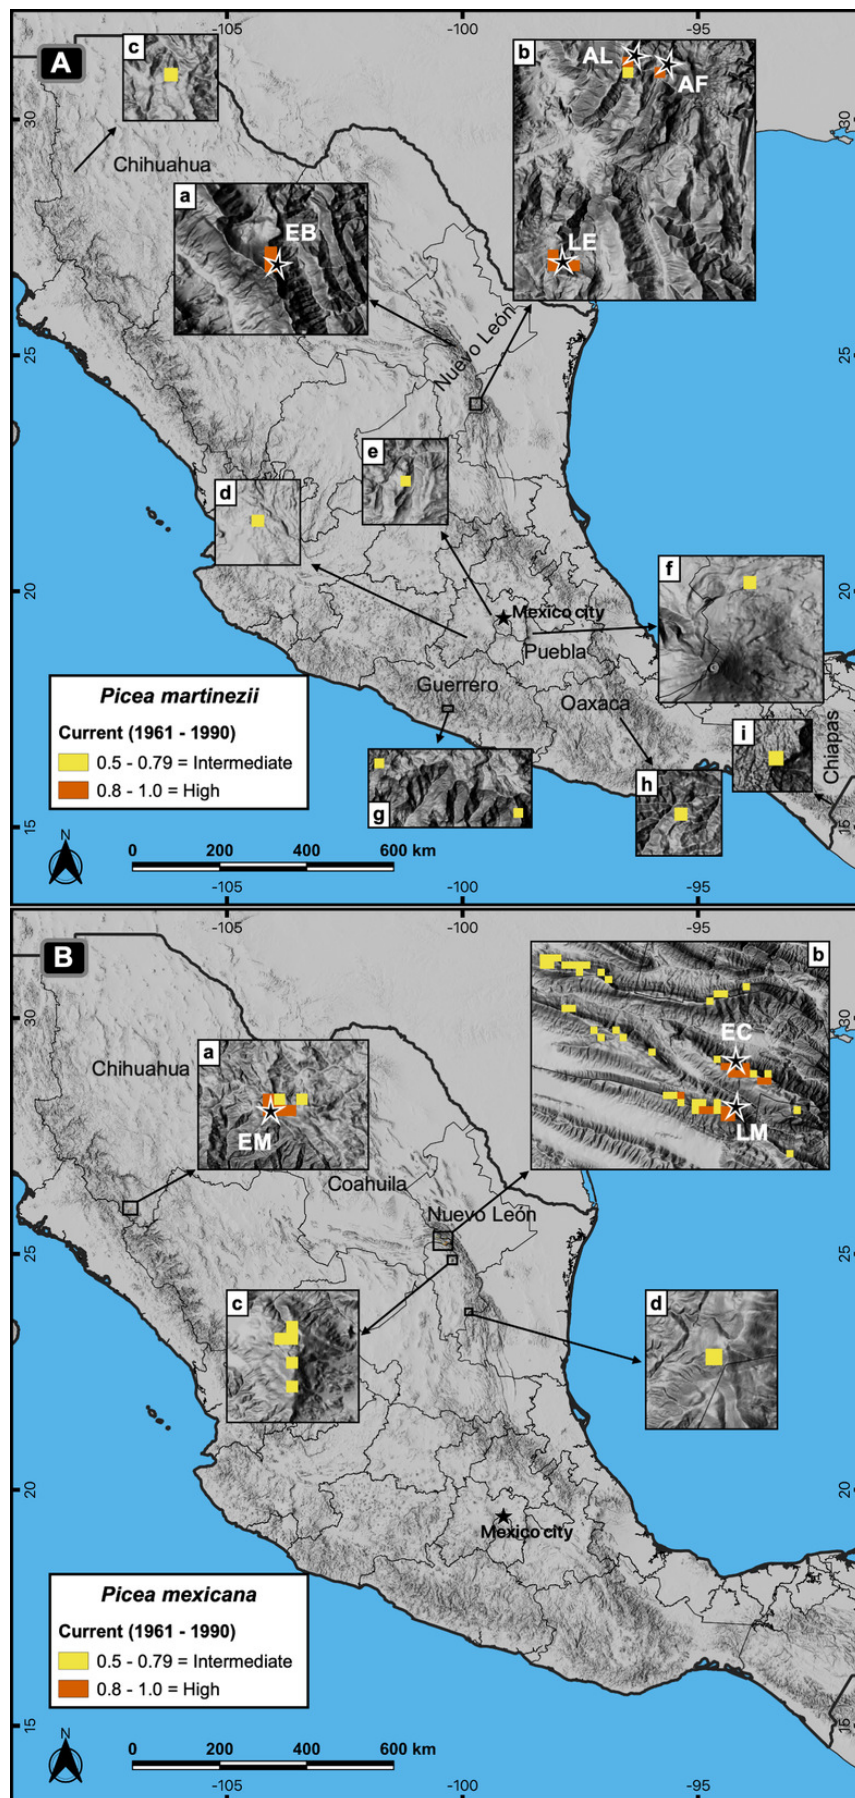 -105
-100
-95
A
c
b
AL
AF
30
30
Chihuahua
a
EB
LE
25
25
Nuevo León
e
d
f
20
20
Mexico city
Puebla
Guerrero
Oaxaca
Chiapas
i
g
h
Picea martinezii
Current (1961 - 1990)
0.5 - 0.79 = Intermediate
0.8 - 1.0 = High
15
15
N
0 200 400 600 km
-105
-100
-95
-105
-100
-95
B
b
30
30
EC
Chihuahua
a
EM
LM
Coahuila
Nuevo León
25
25
c
d
20
20
Mexico city
Picea mexicana
Current (1961 - 1990)
0.5 - 0.79 = Intermediate
0.8 - 1.0 = High
15
15
N
0 200 400 600 km
-105
-100
-95